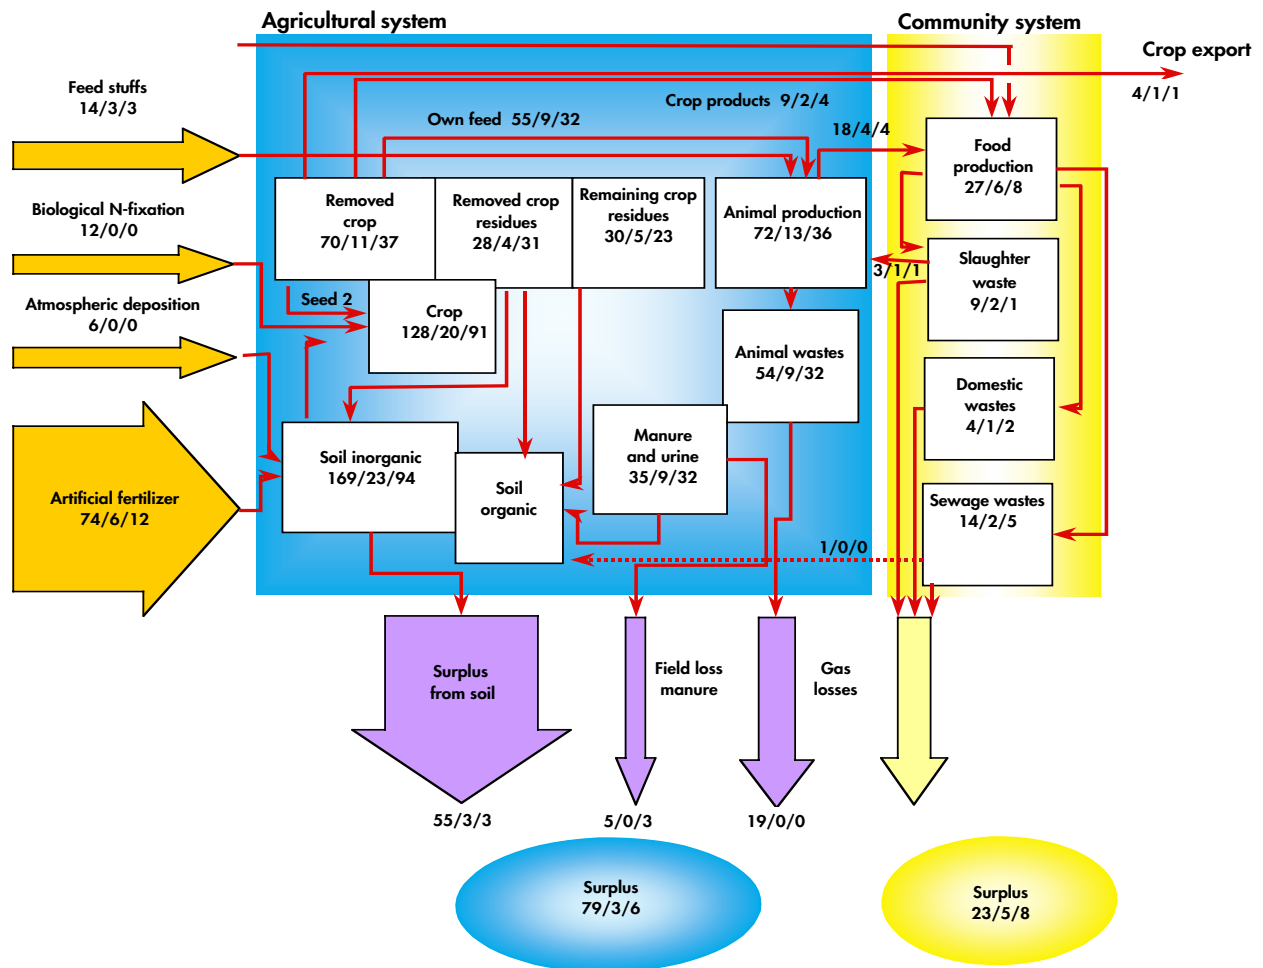 Agricultural system
Community system
Crop export
4/1/1
Feed stuffs
14/3/3
Crop products 9/2/4
Own feed 55/9/32
18/4/4
Food
production
27/6/8
Biological N-fixation
12/0/0
Removed
crop
70/11/37
Removed crop
residues
28/4/31
Remaining crop
residues
30/5/23
Animal production
72/13/36
3/1/1
Slaughter
waste
9/2/1
Atmospheric deposition
6/0/0
Seed 2
Crop
128/20/91
Animal wastes
54/9/32
Domestic
wastes
4/1/2
Artificial fertilizer
74/6/12
Soil inorganic
169/23/94
Soil
organic
Manure
and urine
35/9/32
Sewage wastes
14/2/5
1/0/0
Surplus
from soil
Field loss
manure
Gas
losses
55/3/3
5/0/3
19/0/0
Surplus
79/3/6
Surplus
23/5/8